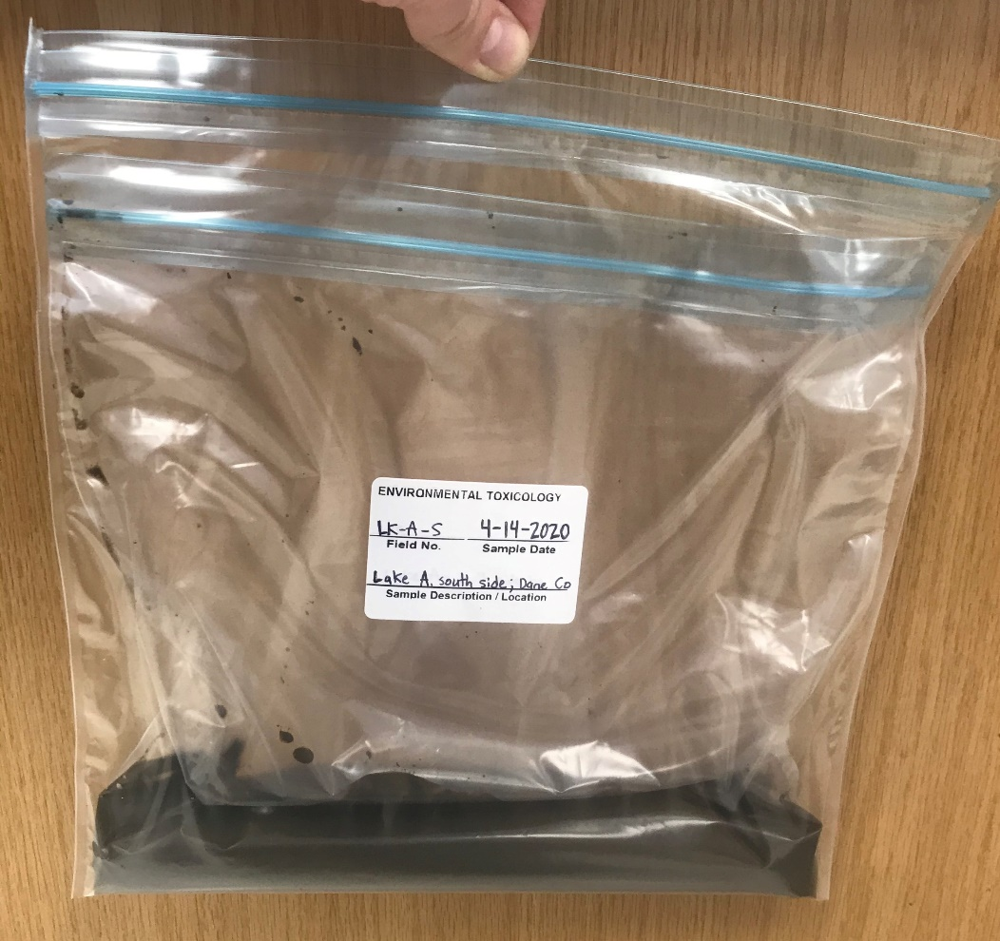 ENVIRONMENTAL TOXICOLOGY
LK-A-S 4-14-2020
Field No. Sample Date
Lake A, south side; Dane Co
Sample Description / Location